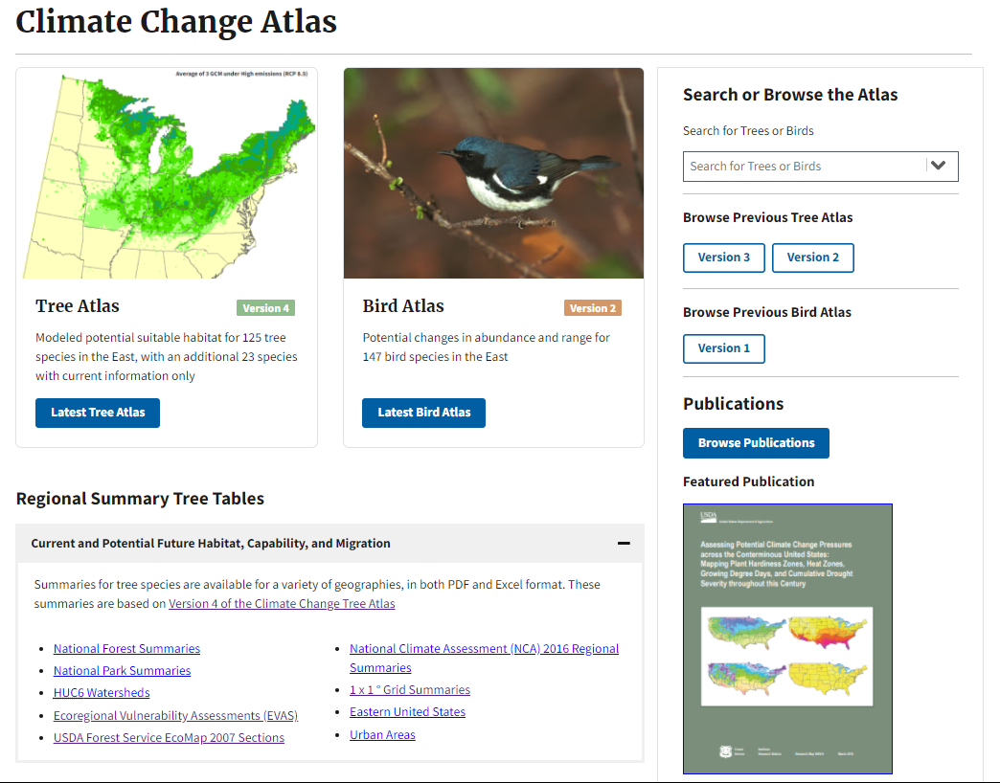 Climate Change Atlas
Average of 3 GCM under High emissions (RCP 8.5)
Tree Atlas
Version 4
Modeled potential suitable habitat for 125 tree
species in the East, with an additional 23 species
with current information only
Latest Tree Atlas
Bird Atlas
Version 2
Potential changes in abundance and range for
147 bird species in the East
Latest Bird Atlas
Regional Summary Tree Tables
Current and Potential Future Habitat, Capability, and Migration
Summaries for tree species are available for a variety of geographies, in both PDF and Excel format. These
summaries are based on Version 4 of the Climate Change Tree Atlas
National Forest Summaries
National Park Summaries
HUC6 Watersheds
Ecoregional Vulnerability Assessments (EVAS)
USDA Forest Service EcoMap 2007 Sections
National Climate Assessment (NCA) 2016 Regional
Summaries
1 x 1 ° Grid Summaries
Eastern United States
Urban Areas
Search or Browse the Atlas
Search for Trees or Birds
Search for Trees or Birds
Browse Previous Tree Atlas
Version 3
Version 2
Browse Previous Bird Atlas
Version 1
Publications
Browse Publications
Featured Publication
USDA
Assessing Potential Climate Change Pressures
across the Conterminous United States:
Mapping Plant Hardiness Zones, Heat Zones,
Growing Degree Days, and Cumulative Drought
Severity throughout this Century